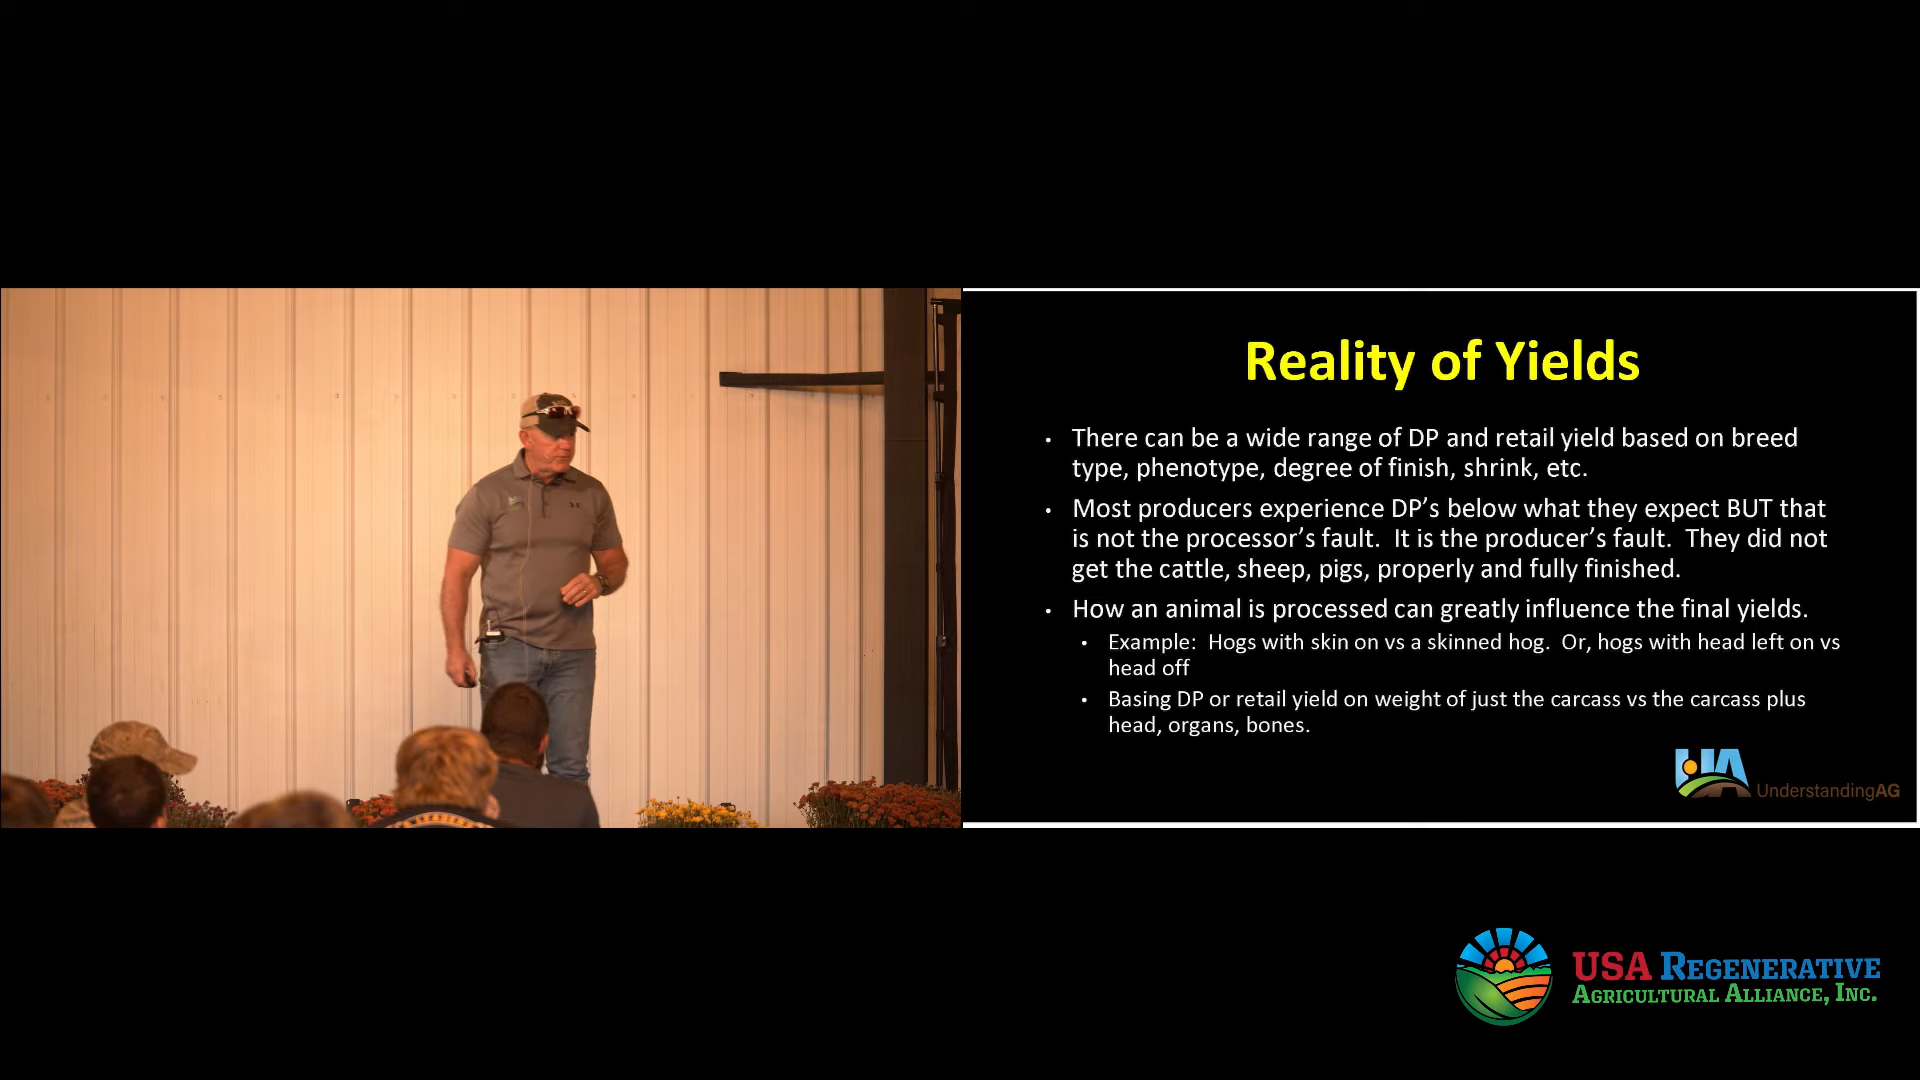 Reality of Yields
• There can be a wide range of DP and retail yield based on breed
type, phenotype, degree of finish, shrink, etc.
• Most producers experience DP’s below what they expect BUT that
is not the processor’s fault.  It is the producer’s fault.  They did not
get the cattle, sheep, pigs, properly and fully finished.
• How an animal is processed can greatly influence the final yields.
• Example:  Hogs with skin on vs a skinned hog.  Or, hogs with head left on vs
head off
• Basing DP or retail yield on weight of just the carcass vs the carcass plus
head, organs, bones.
UA UnderstandingAG
USA REGENERATIVE
AGRICULTURAL ALLIANCE, INC.